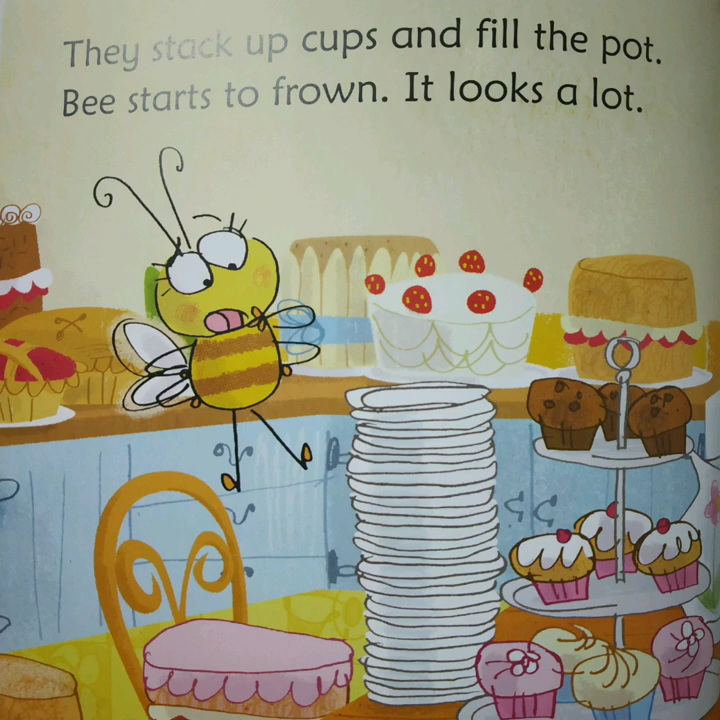 They stack up cups and fill the pot.
Bee starts to frown. It looks a lot.